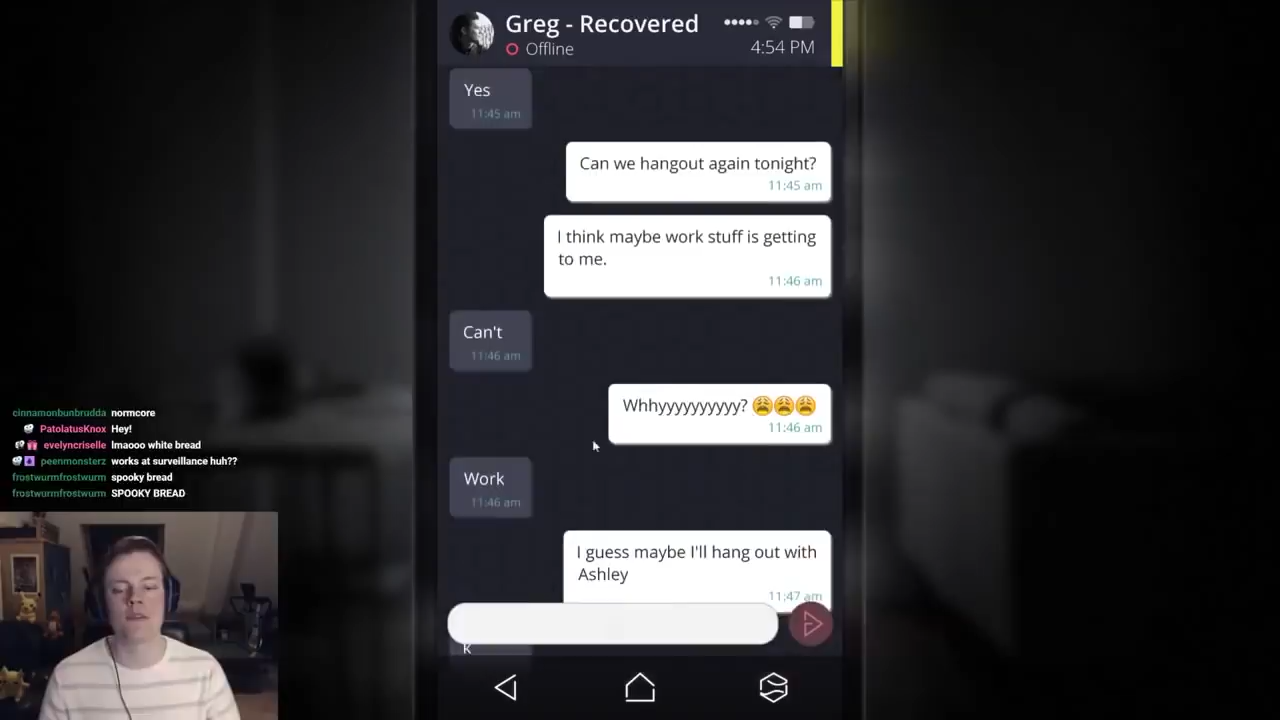 Greg - Recovered
Offline
4:54 PM
Yes
11:45 am
Can we hangout again tonight?
11:45 am
I think maybe work stuff is getting
to me.
11:46 am
Can't
11:46 am
Whhyyyyyyyyyy? 😩😩😩
11:46 am
Work
11:46 am
I guess maybe I'll hang out with
Ashley
11:47 am
K
cinnamonbunbrudda normcore
PatolatusKnox Hey!
evelyncriselle lmaooo white bread
peenmonsterz works at surveillance huh??
frostwurmfrostwurm spooky bread
frostwurmfrostwurm SPOOKY BREAD